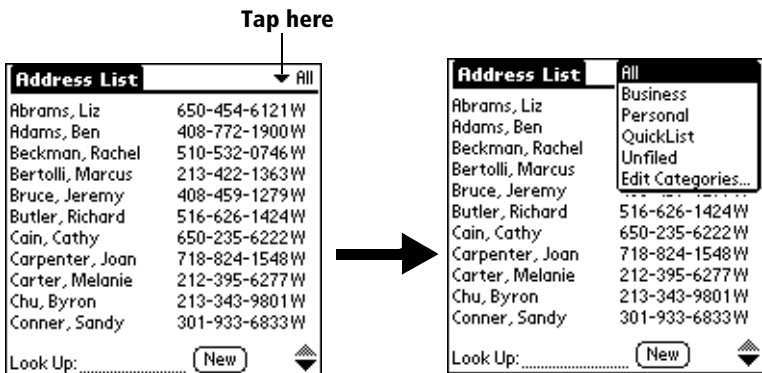 Tap here
Address List All
Abrams, Liz 650-454-6121W
Adams, Ben 408-772-1900W
Beckman, Rachel 510-532-0746W
Bertolli, Marcus 213-422-1363W
Bruce, Jeremy 408-459-1279W
Butler, Richard 516-626-1424W
Cain, Cathy 650-235-6222W
Carpenter, Joan 718-824-1548W
Carter, Melanie 212-395-6277W
Chu, Byron 213-343-9801W
Conner, Sandy 301-933-6833W
Look Up: New
Address List
All
Business
Personal
QuickList
Unfiled
Edit Categories...
Abrams, Liz
Adams, Ben
Beckman, Rachel
Bertolli, Marcus
Bruce, Jeremy
Butler, Richard 516-626-1424W
Cain, Cathy 650-235-6222W
Carpenter, Joan 718-824-1548W
Carter, Melanie 212-395-6277W
Chu, Byron 213-343-9801W
Conner, Sandy 301-933-6833W
Look Up: New